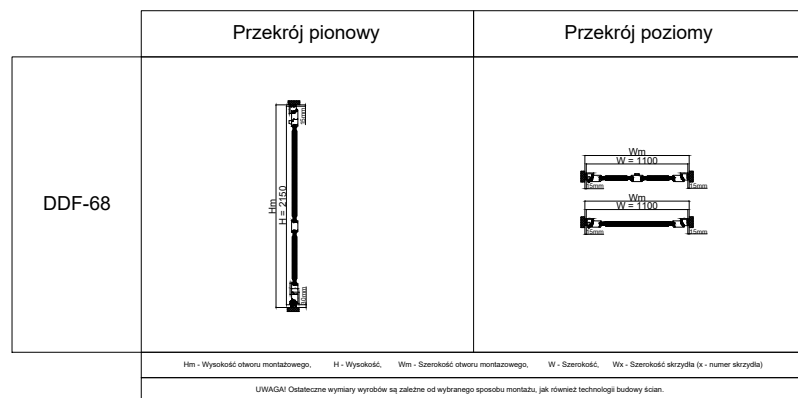 Przekrój pionowy
Przekrój poziomy
DDF-68
15mm
Hm
H = 2150
Wm
W = 1100
15mm
15mm
Wm
W = 1100
15mm
15mm
Hm - Wysokość otworu montażowego, H - Wysokość, Wm - Szerokość otworu montazowego, W - Szerokość, Wx - Szerokość skrzydła (x - numer skrzydła)
UWAGA! Ostateczne wymiary wyrobów są zależne od wybranego sposobu montażu, jak również technologii budowy ścian.